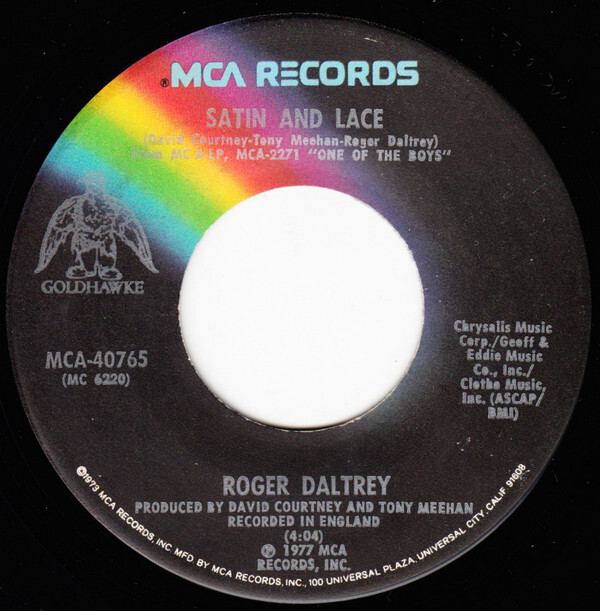 ®MCA RECORDS
SATIN AND LACE
(David Courtney-Tony Meehan-Roger Daltrey)
From MCA LP, MCA-2271 "ONE OF THE BOYS"
GOLDHAWKE
MCA-40765
(MC 6220)
Chrysalis Music
Corp./Geoff &
Eddie Music
Co., Inc./
Clothe Music,
Inc. (ASCAP/
BMI)
ROGER DALTREY
PRODUCED BY DAVID COURTNEY AND TONY MEEHAN
RECORDED IN ENGLAND
(4:04)
℗ 1977 MCA
RECORDS, INC.
©1973 MCA RECORDS, INC MFD BY MCA RECORDS, INC., 100 UNIVERSAL PLAZA, UNIVERSAL CITY, CALIF 91608